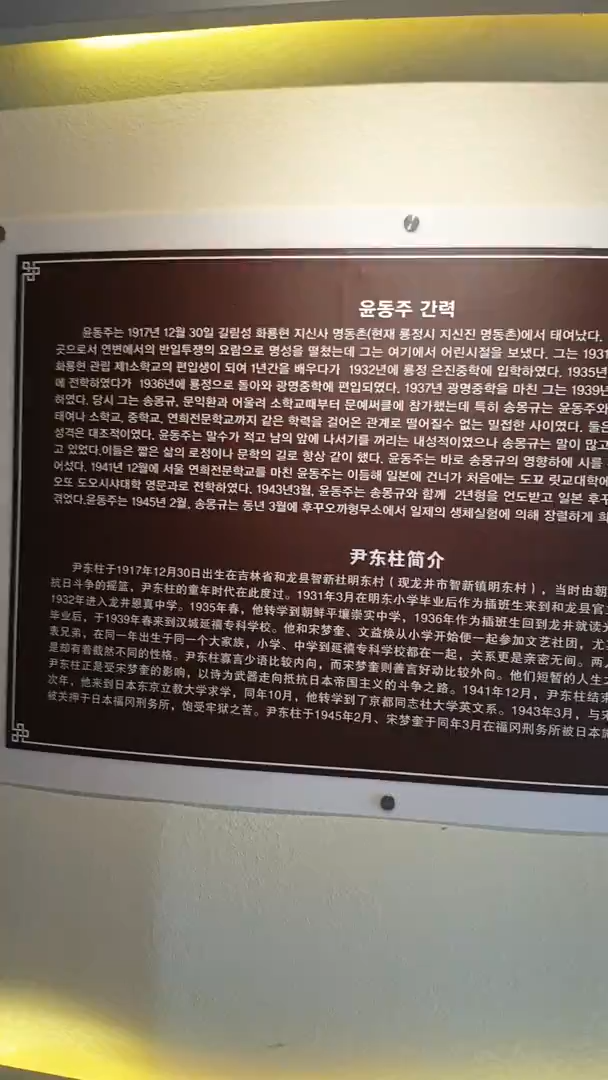 윤동주 간력
윤동주는 1917년 12월 30일 길림성 화룡현 지신사 명동촌(현재 룡정시 지신진 명동촌)에서 태여났다.
곳으로서 연변에서의 반일투쟁의 요람으로 명성을 떨쳤는데 그는 여기에서 어린시절을 보냈다. 그는 1931
화룡현 관립 제1소학교의 편입생이 되여 1년간을 배우다가 1932년에 룡정 은진중학에 입학하였다. 1935년
에 전학하였다가 1936년에 룡정으로 돌아와 광명중학에 편입되였다. 1937년 광명중학을 마친 그는 1939년
혀였다. 당시 그는 송몽규, 문익환과 어울려 소학교때부터 문예써클에 참가했는데 특히 송몽규는 윤동주와
태여나 소학교, 중학교, 연희전문학교까지 같은 학력을 걸어온 관계로 떨어질수 없는 밀접한 사이였다. 둘은
성격은 대조적이였다. 윤동주는 말수가 적고 남의 앞에 나서기를 꺼리는 내성적이였으나 송몽규는 말이 많고
고 있었다.이들은 짧은 삶의 로정이나 문학의 길로 항상 같이 했다. 윤동주는 바로 송몽규의 영향하에 시를
어섰다. 1941년 12월에 서울 연희전문학교를 마친 윤동주는 이듬해 일본에 건너가 처음에는 도꾜 릿교대학에
오또 도오시샤대학 영문과로 전학하였다. 1943년3월, 윤동주는 송몽규와 함께 2년형을 언도받고 일본 후꾸
겪었다.윤동주는 1945년 2월, 송몽규는 동년 3월에 후꾸오까형무소에서 일제의 생체실험에 의해 장렬하게 희
尹东柱简介
尹东柱于1917年12月30日出生在吉林省和龙县智新社明东村（现龙井市智新镇明东村），当时由朝
抗日斗争的摇篮，尹东柱的童年时代在此度过。1931年3月在明东小学毕业后作为插班生来到和龙县官
1932年进入龙井恩真中学。1935年春，他转学到朝鲜平壤崇实中学，1936年作为插班生回到龙井就读光
毕业后，于1939年春来到汉城延禧专科学校。他和宋梦奎、文益焕从小学开始便一起参加文艺社团，尤
表兄弟，在同一年出生于同一个大家族，小学、中学到延禧专科学校都在一起，关系更是亲密无间。两人
是却有着截然不同的性格。尹东柱寡言少语比较内向，而宋梦奎则善言好动比较外向。他们短暂的人生之
尹东柱正是受宋梦奎的影响，以诗为武器走向抵抗日本帝国主义的斗争之路。1941年12月，尹东柱结束
次年，他来到日本东京立教大学求学，同年10月，他转学到了京都同志社大学英文系。1943年3月，与宋
被关押于日本福冈刑务所，饱受牢狱之苦。尹东柱于1945年2月、宋梦奎于同年3月在福冈刑务所被日本